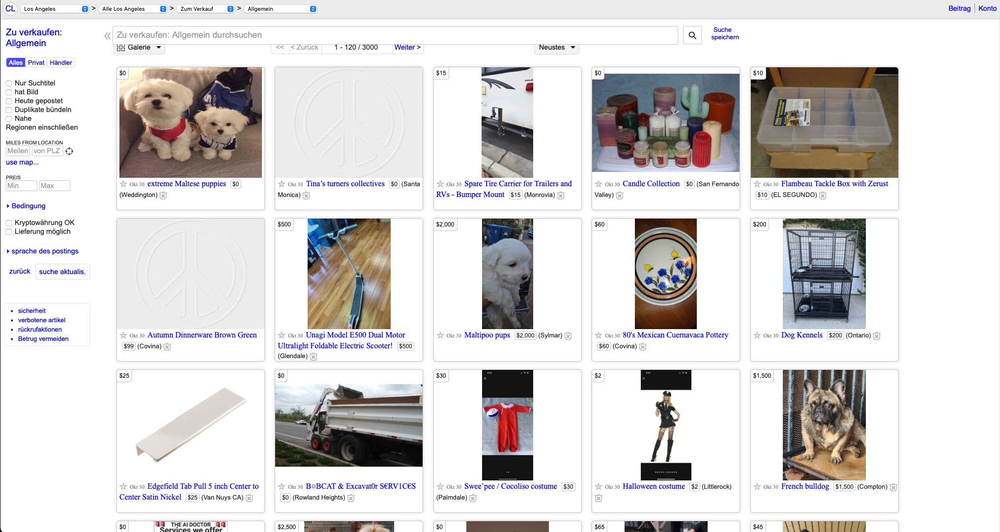 CL Los Angeles > Alle Los Angeles > Zum Verkauf > Allgemein Beitrag Konto
Zu verkaufen:
Allgemein
Alles Privat Händler
Nur Suchtitel
hat Bild
Heute gepostet
Duplikate bündeln
Nahe
Regionen einschließen
MILES FROM LOCATION
Meilen von PLZ
use map...
PREIS
Min Max
Bedingung
Kryptowährung OK
Lieferung möglich
sprache des postings
zurück suche aktualis.
sicherheit
verbotene artikel
rückrufaktionen
Betrug vermeiden
« Zu verkaufen: Allgemein durchsuchen
Suche
speichern
Galerie << < Zurück 1 - 120 / 3000 Weiter > Neustes
$0
Okt 30 extreme Maltese puppies $0
(Weddington)
Okt 30 Tina’s turners collectives $0 (Santa
Monica)
$15
Okt 30 Spare Tire Carrier for Trailers and
RVs - Bumper Mount $15 (Monrovia)
$0
Okt 30 Candle Collection $0 (San Fernando
Valley)
$10
Okt 30 Flambeau Tackle Box with Zerust
$10 (EL SEGUNDO)
Okt 30 Autumn Dinnerware Brown Green
$99 (Covina)
$500
Okt 30 Unagi Model E500 Dual Motor
Ultralight Foldable Electric Scooter! $500
(Glendale)
$2,000
Okt 30 Maltipoo pups $2,000 (Sylmar)
$60
Okt 30 80's Mexican Cuernavaca Pottery
$60 (Covina)
$200
Okt 30 Dog Kennels $200 (Ontario)
$25
Okt 30 Edgefield Tab Pull 5 inch Center to
Center Satin Nickel $25 (Van Nuys CA)
$0
Okt 30 B○BCAT & Excavat0r S€RV1C€S
$0 (Rowland Heights)
$30
Okt 30 Swee’pee / Cocoliso costume $30
(Palmdale)
$2
Okt 30 Halloween costume $2 (Littlerock)
$1,500
Okt 30 French bulldog $1,500 (Compton)
$0
THE AI DOCTOR
Services we offer
$2,500
$0
$65
$45